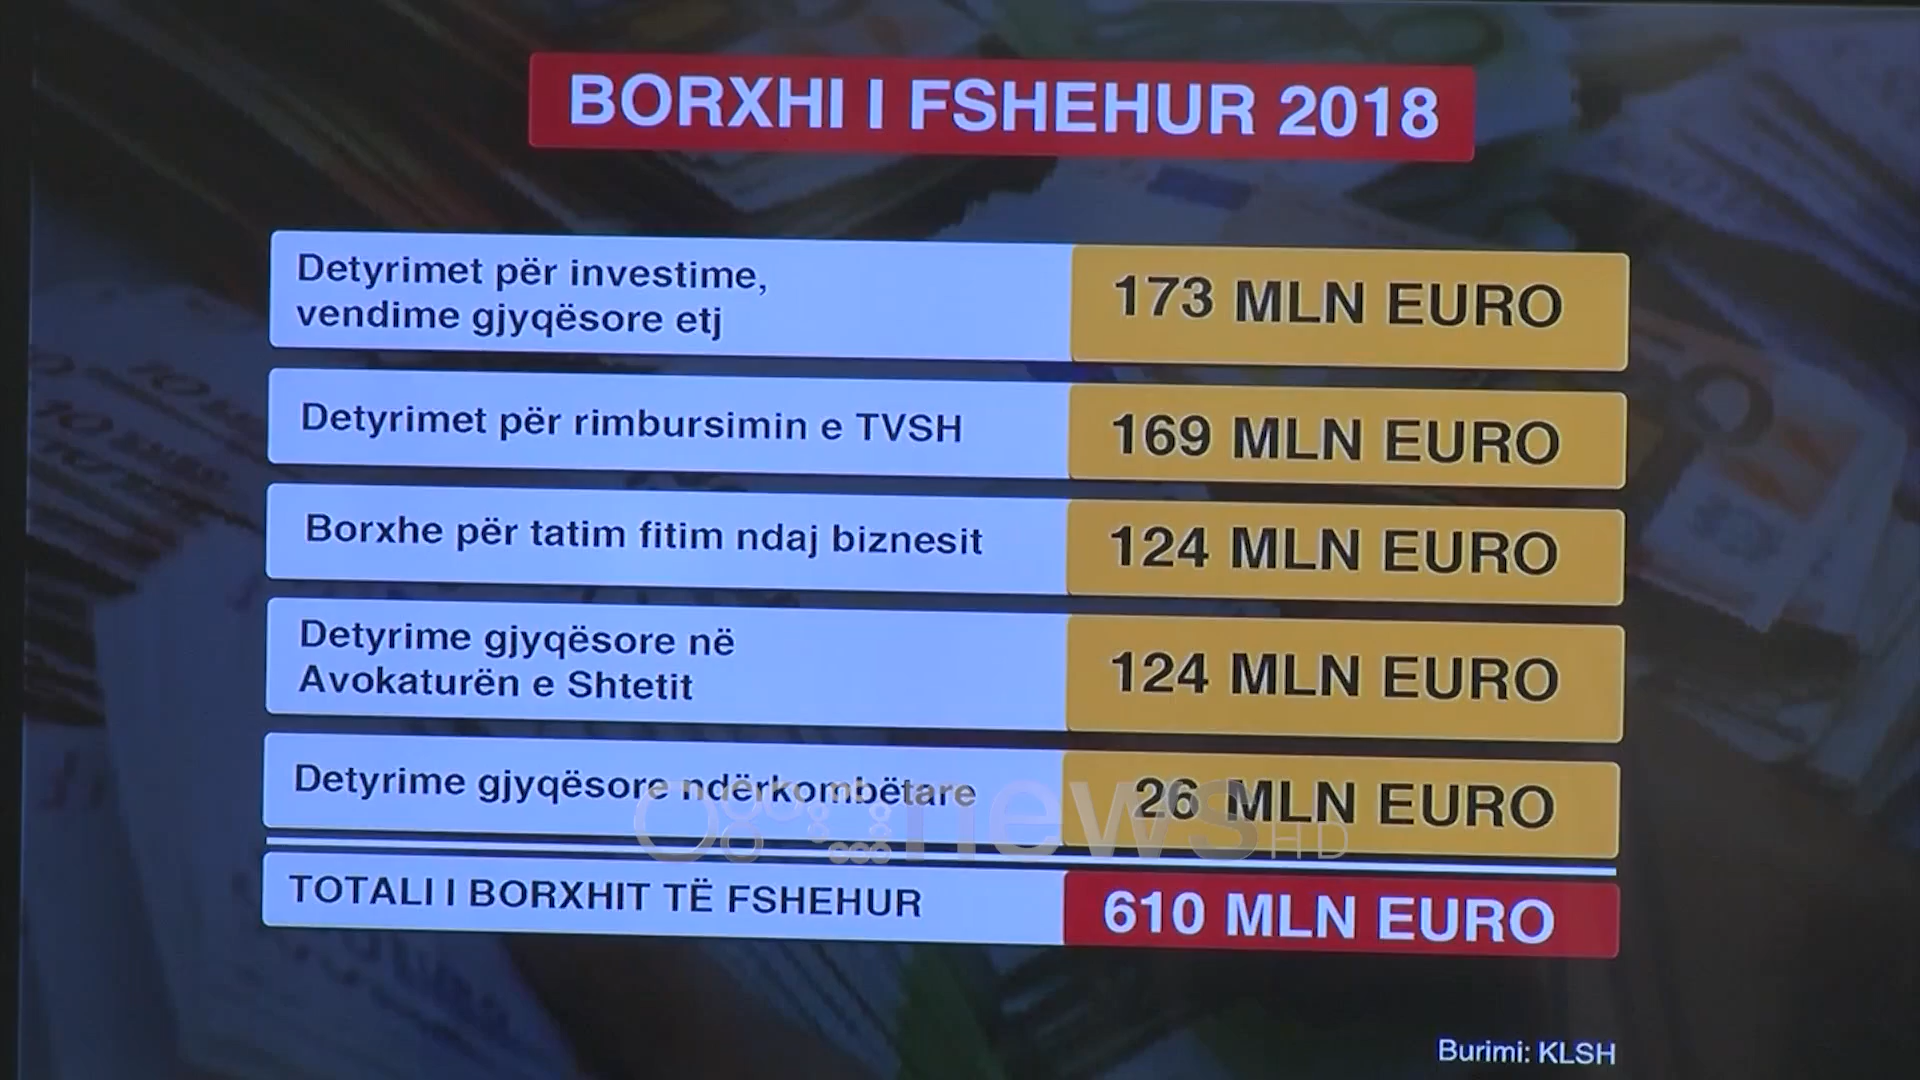 BORXHI I FSHEHUR 2018
Detyrimet për investime,
vendime gjyqësore etj
173 MLN EURO
Detyrimet për rimbursimin e TVSH
169 MLN EURO
Borxhe për tatim fitim ndaj biznesit
124 MLN EURO
Detyrime gjyqësore në
Avokaturën e Shtetit
124 MLN EURO
Detyrime gjyqësore ndërkombëtare
26 MLN EURO
news HD
TOTALI I BORXHIT TË FSHEHUR
610 MLN EURO
Burimi: KLSH